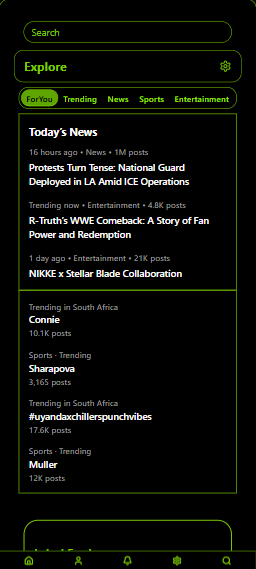 Search
Explore
ForYou Trending News Sports Entertainment
Today's News
16 hours ago • News • 1M posts
Protests Turn Tense: National Guard
Deployed in LA Amid ICE Operations
Trending now • Entertainment • 4.8K posts
R-Truth's WWE Comeback: A Story of Fan
Power and Redemption
1 day ago • Entertainment • 21K posts
NIKKE x Stellar Blade Collaboration
Trending in South Africa
Connie
10.1K posts
Sports · Trending
Sharapova
3,165 posts
Trending in South Africa
#uyandaxchillerspunchvibes
17.6K posts
Sports · Trending
Muller
12K posts